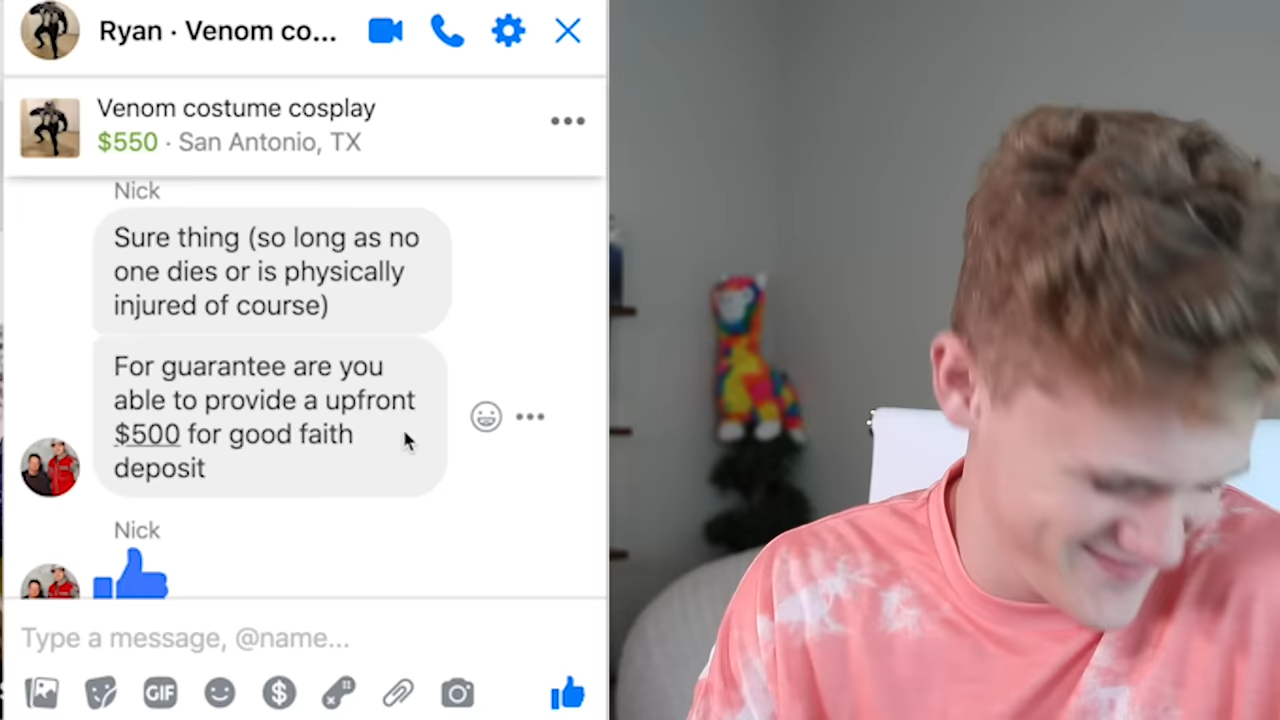 Ryan · Venom co...
Venom costume cosplay
$550 · San Antonio, TX
Nick
Sure thing (so long as no
one dies or is physically
injured of course)
For guarantee are you
able to provide a upfront
$500 for good faith
deposit
Nick
Type a message, @name...
GIF